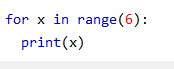 for x in range(6):
  print(x)